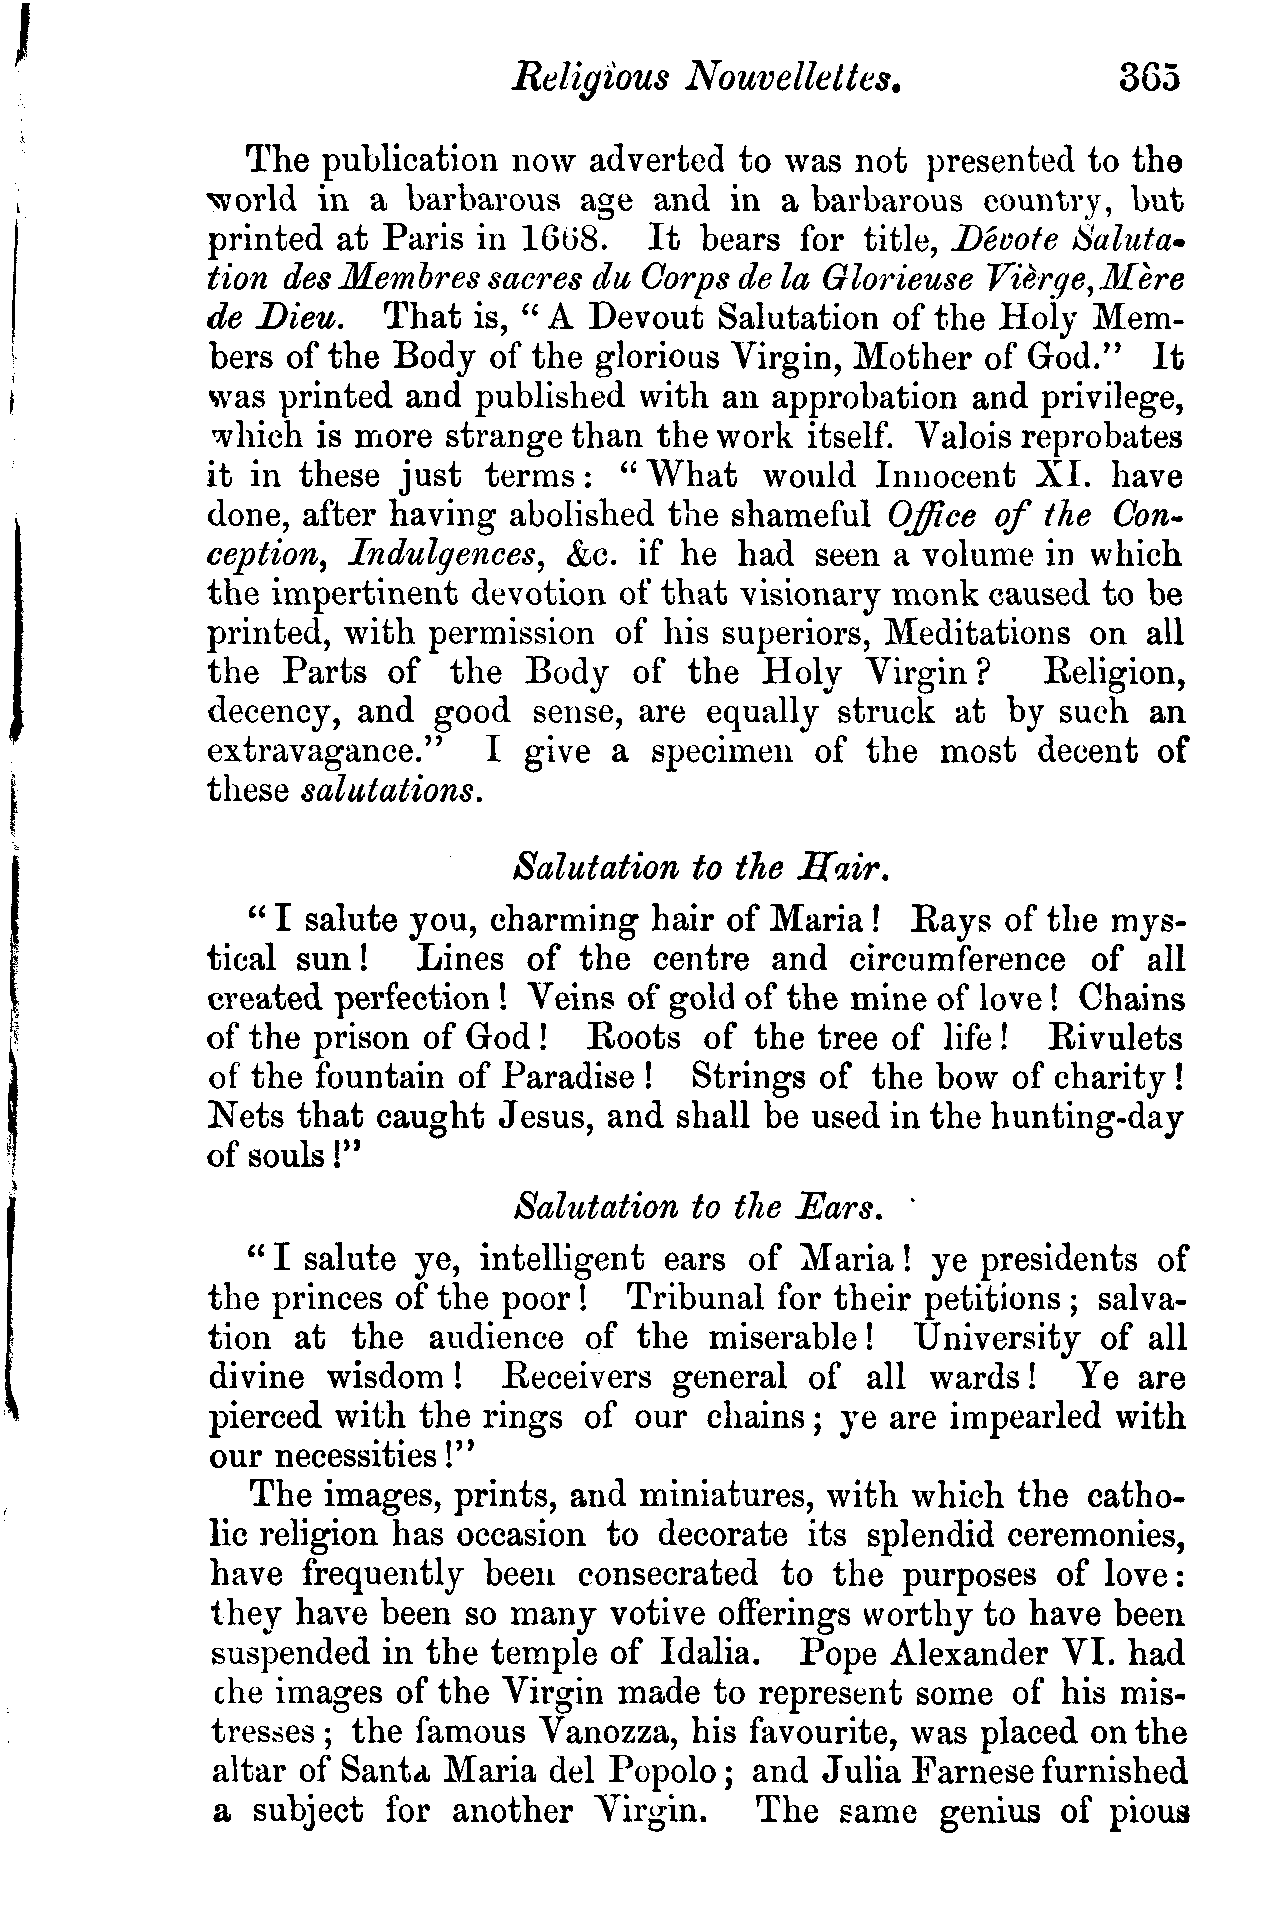 Religious Nouvellettes. 365
The publication now adverted to was not presented to the
world in a barbarous age and in a barbarous country, but
printed at Paris in 1668. It bears for title, Dévote Saluta-
tion des Membres sacres du Corps de la Glorieuse Vièrge, Mère
de Dieu. That is, “A Devout Salutation of the Holy Mem-
bers of the Body of the glorious Virgin, Mother of God.” It
was printed and published with an approbation and privilege,
which is more strange than the work itself. Valois reprobates
it in these just terms: “What would Innocent XI. have
done, after having abolished the shameful Office of the Con-
ception, Indulgences, &c. if he had seen a volume in which
the impertinent devotion of that visionary monk caused to be
printed, with permission of his superiors, Meditations on all
the Parts of the Body of the Holy Virgin? Religion,
decency, and good sense, are equally struck at by such an
extravagance.” I give a specimen of the most decent of
these salutations.
Salutation to the Hair.
“I salute you, charming hair of Maria! Rays of the mys-
tical sun! Lines of the centre and circumference of all
created perfection! Veins of gold of the mine of love! Chains
of the prison of God! Roots of the tree of life! Rivulets
of the fountain of Paradise! Strings of the bow of charity!
Nets that caught Jesus, and shall be used in the hunting-day
of souls!”
Salutation to the Ears.
“I salute ye, intelligent ears of Maria! ye presidents of
the princes of the poor! Tribunal for their petitions; salva-
tion at the audience of the miserable! University of all
divine wisdom! Receivers general of all wards! Ye are
pierced with the rings of our chains; ye are impearled with
our necessities!”
The images, prints, and miniatures, with which the catho-
lic religion has occasion to decorate its splendid ceremonies,
have frequently been consecrated to the purposes of love:
they have been so many votive offerings worthy to have been
suspended in the temple of Idalia. Pope Alexander VI. had
the images of the Virgin made to represent some of his mis-
tresses; the famous Vanozza, his favourite, was placed on the
altar of Santa Maria del Popolo; and Julia Farnese furnished
a subject for another Virgin. The same genius of pious